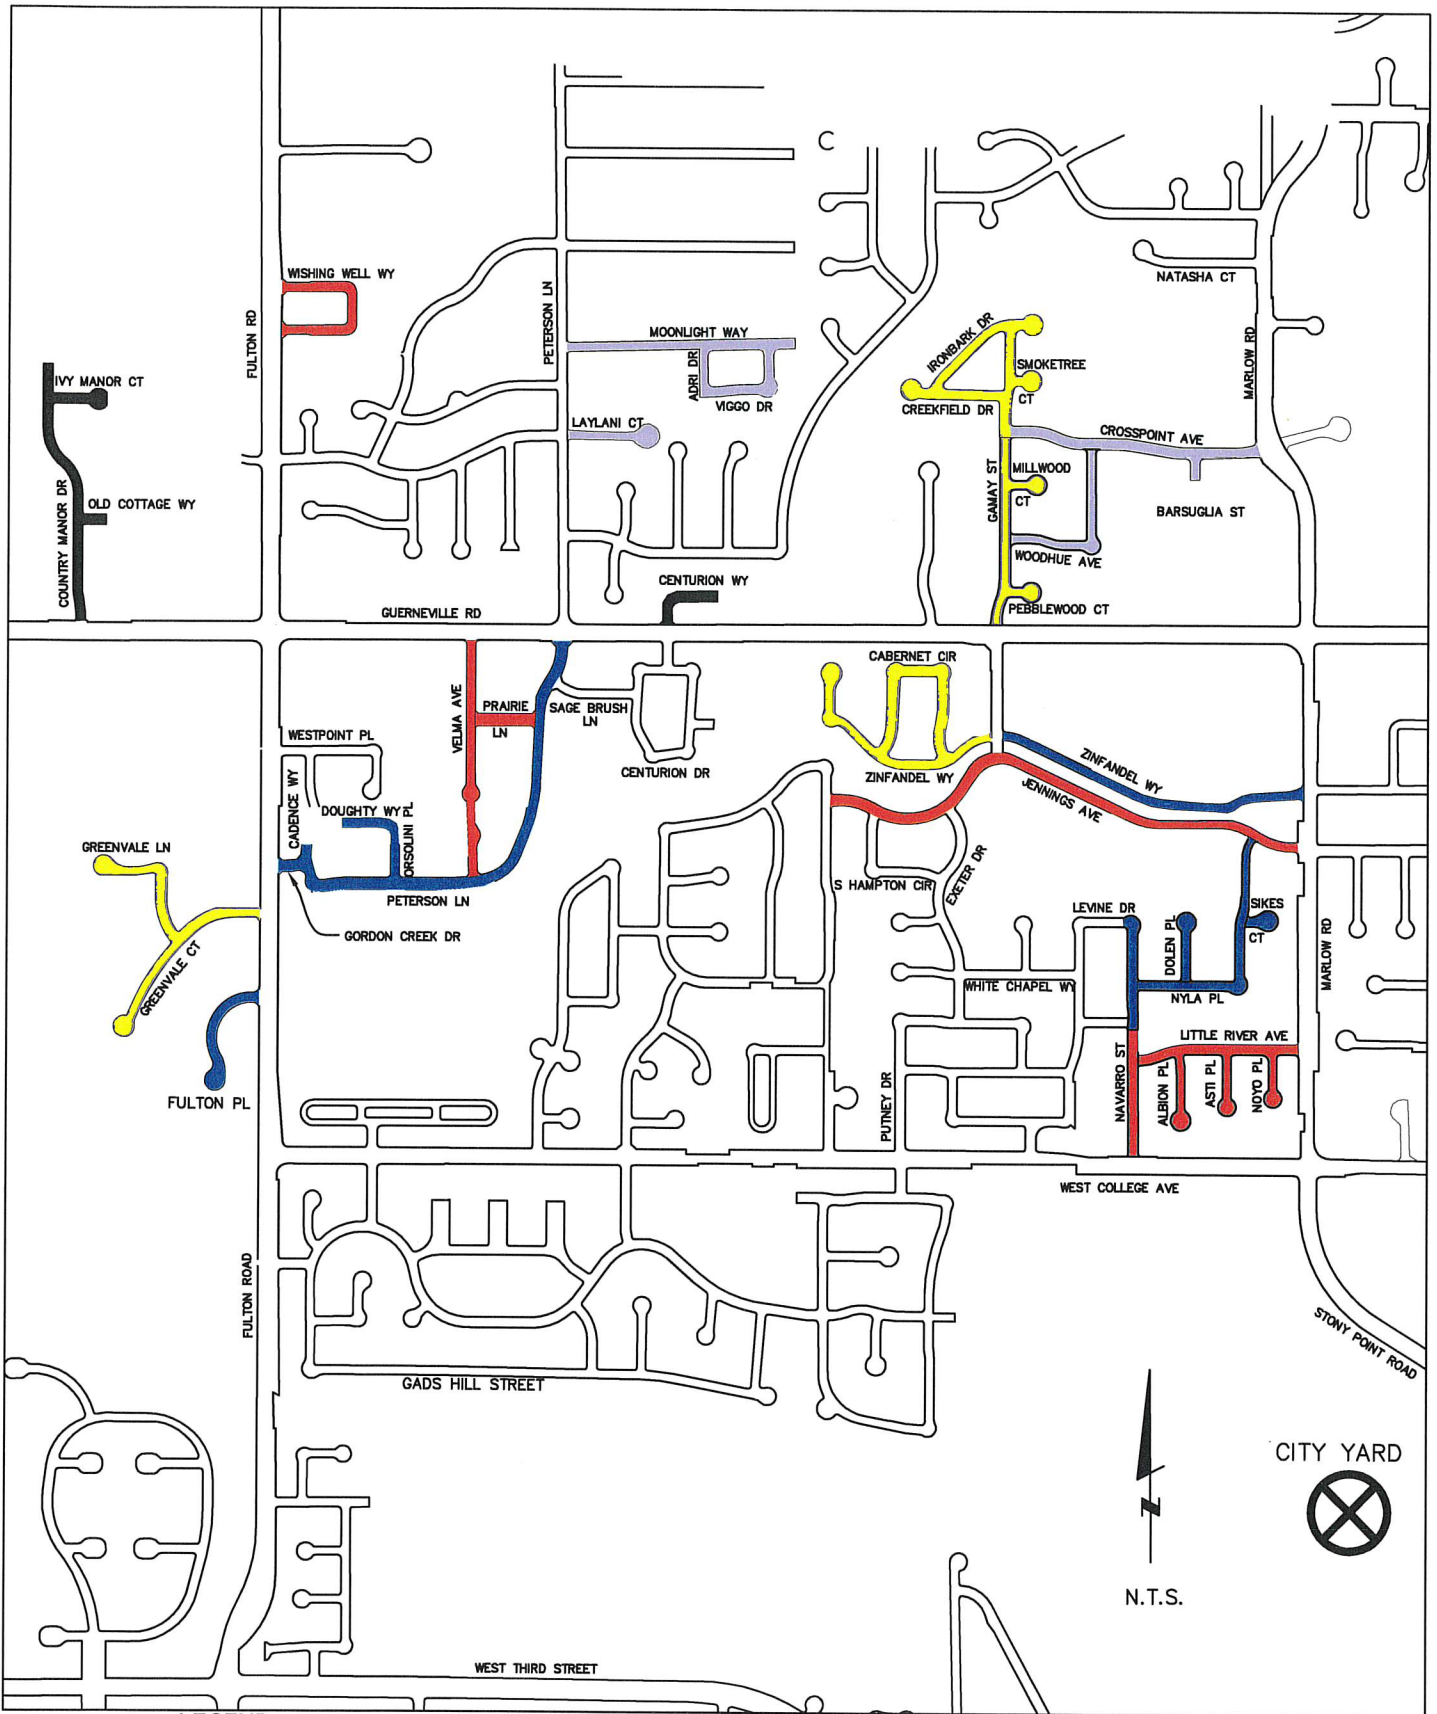 WISHING WELL WY
NATASHA CT
FULTON RD
PETERSON LN
MOONLIGHT WAY
ADRI DR
VIGGO DR
IRONBARK DR
SMOKETREE
CT
MARLOW RD
IVY MANOR CT
CREEKFIELD DR
LAYLANI CT
CROSSPOINT AVE
COUNTRY MANOR DR
OLD COTTAGE WY
GAMAY ST
MILLWOOD
CT
BARSUGLIA ST
WOODHUE AVE
CENTURION WY
PEBBLEWOOD CT
GUERNEVILLE RD
CABERNET CIR
VELMA AVE
PRAIRIE
LN
SAGE BRUSH
LN
WESTPOINT PL
CENTURION DR
ZINFANDEL WY
ZINFANDEL WY
JENNINGS AVE
CADENCE WY
DOUGHTY WY
ORSOLINI PL
GREENVALE LN
S HAMPTON CIR
EXETER DR
PETERSON LN
LEVINE DR
DOLEN PL
SIKES
CT
GORDON CREEK DR
GREENVALE CT
MARLOW RD
WHITE CHAPEL WY
NYLA PL
LITTLE RIVER AVE
FULTON PL
PUTNEY DR
NAVARRO ST
ALBION PL
ASTI PL
NOYO PL
WEST COLLEGE AVE
FULTON ROAD
STONY POINT ROAD
GADS HILL STREET
CITY YARD
N.T.S.
WEST THIRD STREET